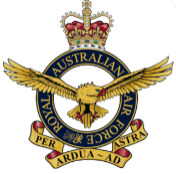 ROYAL AUSTRALIAN AIR FORCE
PER ARDUA ~ AD ASTRA